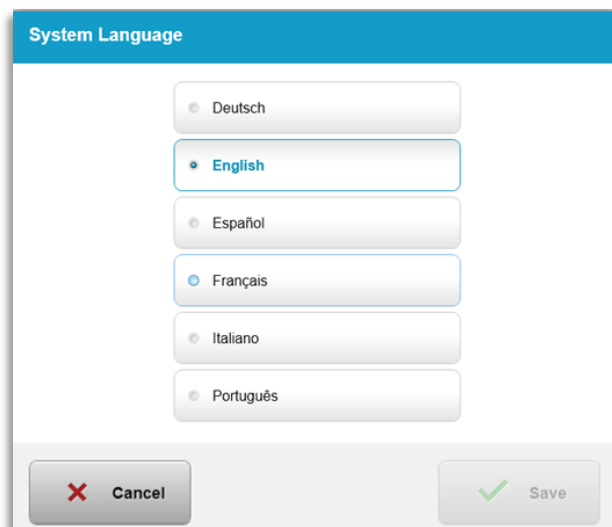 System Language
Deutsch
English
Español
Français
Italiano
Português
Cancel
Save